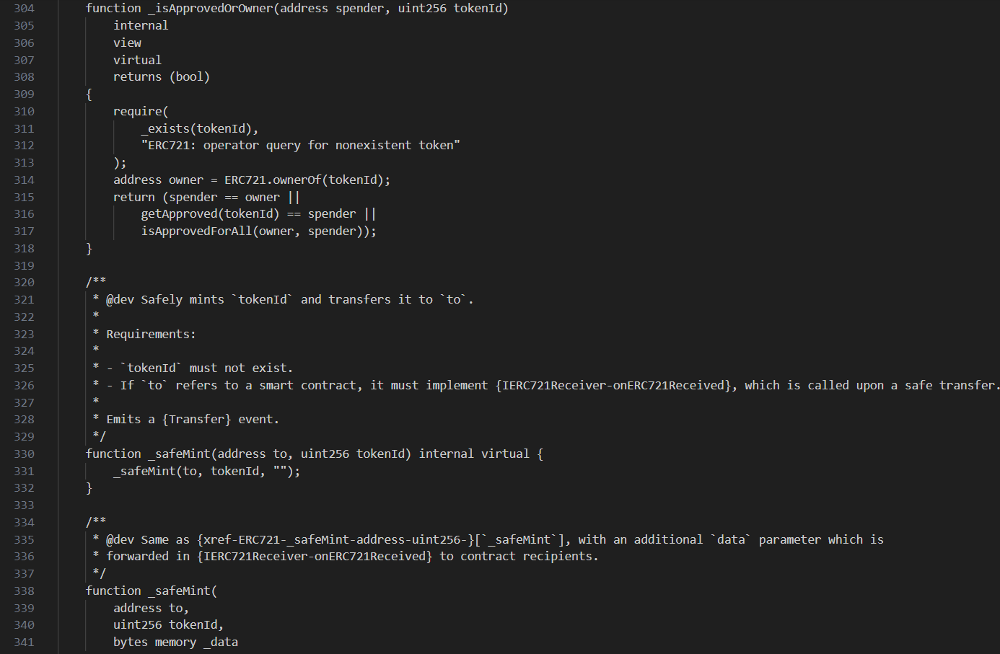 304 function _isApprovedOrOwner(address spender, uint256 tokenId)
305 internal
306 view
307 virtual
308 returns (bool)
309 {
310 require(
311 _exists(tokenId),
312 "ERC721: operator query for nonexistent token"
313 );
314 address owner = ERC721.ownerOf(tokenId);
315 return (spender == owner ||
316 getApproved(tokenId) == spender ||
317 isApprovedForAll(owner, spender));
318 }
319
320 /**
321 * @dev Safely mints `tokenId` and transfers it to `to`.
322 *
323 * Requirements:
324 *
325 * - `tokenId` must not exist.
326 * - If `to` refers to a smart contract, it must implement {IERC721Receiver-onERC721Received}, which is called upon a safe transfer.
327 *
328 * Emits a {Transfer} event.
329 */
330 function _safeMint(address to, uint256 tokenId) internal virtual {
331 _safeMint(to, tokenId, "");
332 }
333
334 /**
335 * @dev Same as {xref-ERC721-_safeMint-address-uint256-}[`_safeMint`], with an additional `data` parameter which is
336 * forwarded in {IERC721Receiver-onERC721Received} to contract recipients.
337 */
338 function _safeMint(
339 address to,
340 uint256 tokenId,
341 bytes memory _data